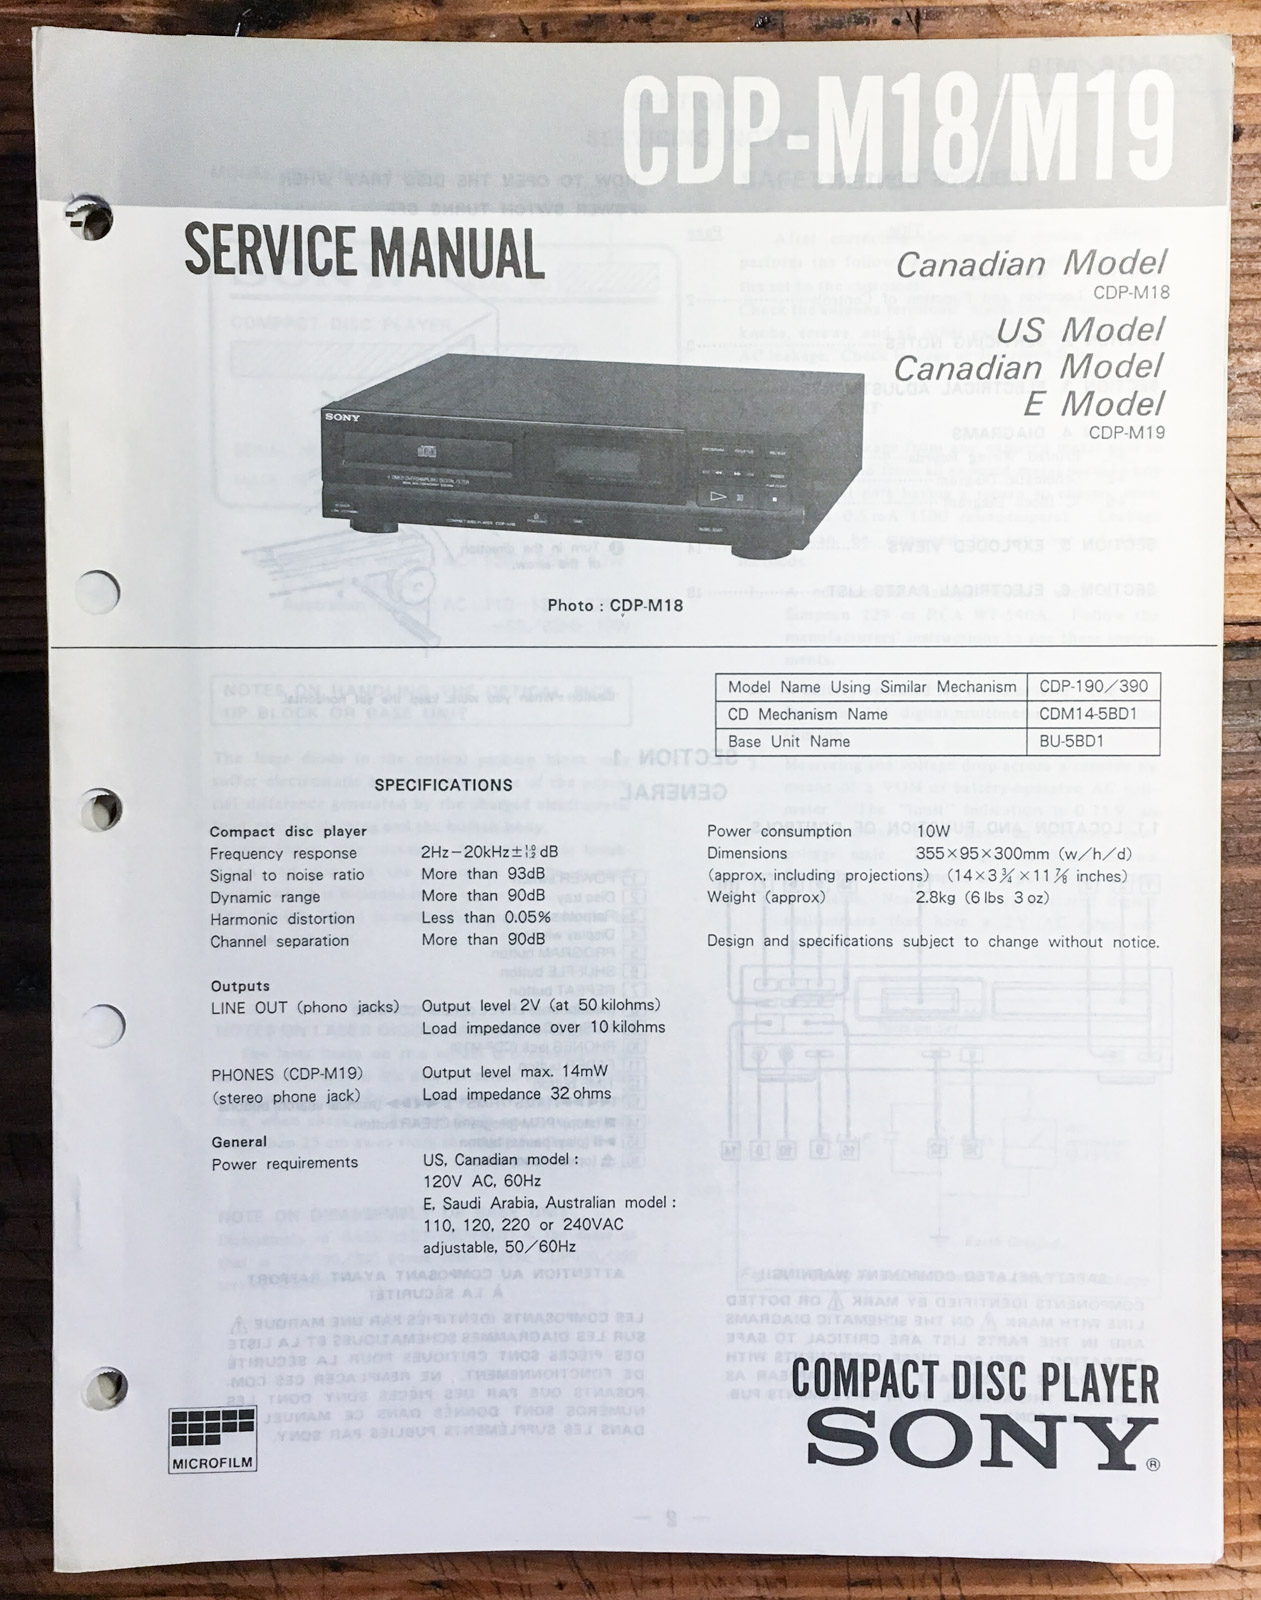 CDP-M18/M19
SERVICE MANUAL
Canadian Model
CDP-M18
US Model
Canadian Model
E Model
CDP-M19
SONY
Photo : CDP-M18
Model Name Using Similar Mechanism CDP-190/390
CD Mechanism Name CDM14-5BD1
Base Unit Name BU-5BD1
SPECIFICATIONS
Compact disc player
Frequency response 2Hz-20kHz± dB
Signal to noise ratio More than 93dB
Dynamic range More than 90dB
Harmonic distortion Less than 0.05%
Channel separation More than 90dB
Outputs
LINE OUT (phono jacks) Output level 2V (at 50 kilohms)
Load impedance over 10 kilohms
PHONES (CDP-M19) Output level max. 14mW
(stereo phone jack) Load impedance 32 ohms
General
Power requirements US, Canadian model :
120V AC, 60Hz
E, Saudi Arabia, Australian model :
110, 120, 220 or 240VAC
adjustable, 50/60Hz
Power consumption 10W
Dimensions 355×95×300mm (w/h/d)
(approx, including projections) (14×3¾×11⅞ inches)
Weight (approx) 2.8kg (6 lbs 3 oz)
Design and specifications subject to change without notice.
COMPACT DISC PLAYER
SONY®
MICROFILM